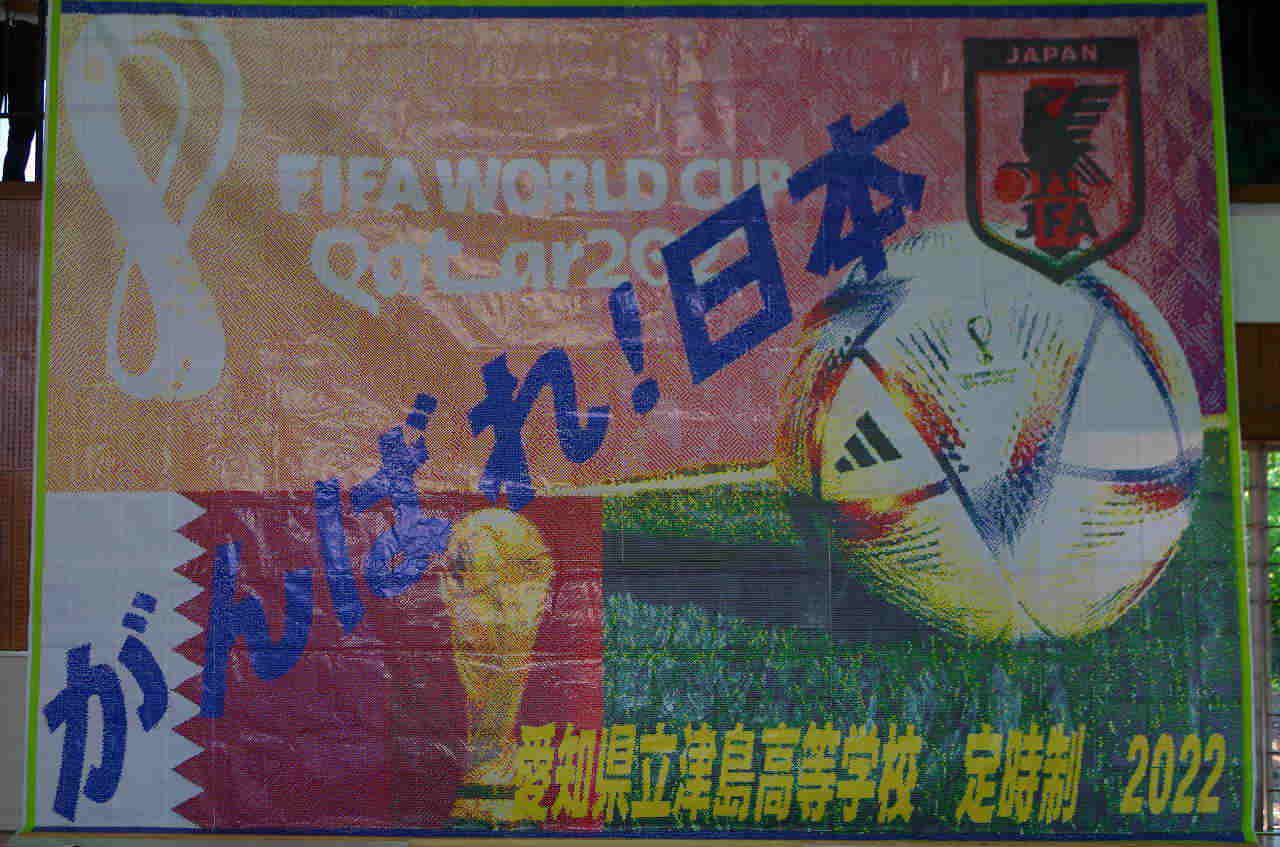 JAPAN
JFA
FIFA WORLD CUP
Qatar2022
がんばれ!日本
愛知県立津島高等学校 定時制 2022